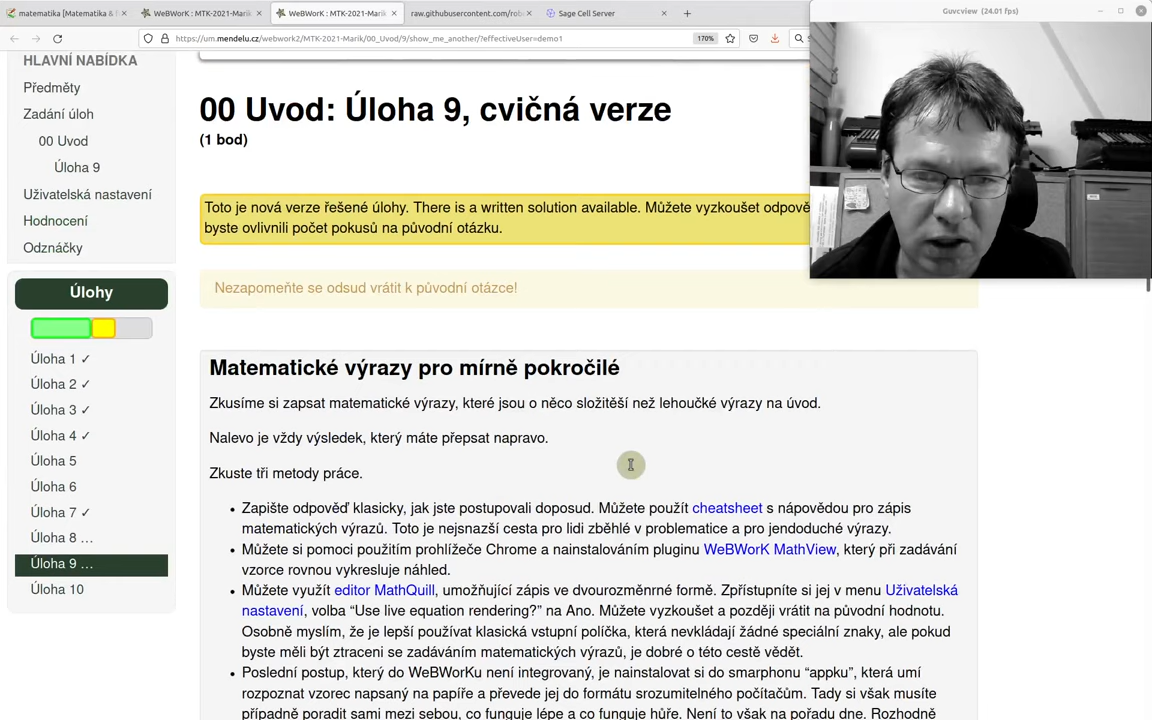 matematika [Matematika & f
WeBWorK : MTK-2021-Marik
WeBWorK : MTK-2021-Marik
raw.githubusercontent.com/rob
Sage Cell Server
Guvcview (24.01 fps)
https://um.mendelu.cz/webwork2/MTK-2021-Marik/00_Uvod/9/show_me_another/?effectiveUser=demo1
170%
HLAVNÍ NABÍDKA
Předměty
Zadání úloh
00 Uvod
Úloha 9
Uživatelská nastavení
Hodnocení
Odznáčky
Úlohy
Úloha 1 ✓
Úloha 2 ✓
Úloha 3 ✓
Úloha 4 ✓
Úloha 5
Úloha 6
Úloha 7 ✓
Úloha 8 …
Úloha 9 …
Úloha 10
00 Uvod: Úloha 9, cvičná verze
(1 bod)
Toto je nová verze řešené úlohy. There is a written solution available. Můžete vyzkoušet odpově
byste ovlivnili počet pokusů na původní otázku.
Nezapomeňte se odsud vrátit k původní otázce!
Matematické výrazy pro mírně pokročilé
Zkusíme si zapsat matematické výrazy, které jsou o něco složitěší než lehoučké výrazy na úvod.
Nalevo je vždy výsledek, který máte přepsat napravo.
Zkuste tři metody práce.
• Zapište odpověď klasicky, jak jste postupovali doposud. Můžete použít cheatsheet s nápovědou pro zápis
matematických výrazů. Toto je nejsnazší cesta pro lidi zběhlé v problematice a pro jendoduché výrazy.
• Můžete si pomoci použitím prohlížeče Chrome a nainstalováním pluginu WeBWorK MathView, který při zadávání
vzorce rovnou vykresluje náhled.
• Můžete využít editor MathQuill, umožňující zápis ve dvourozměrné formě. Zpřístupníte si jej v menu Uživatelská
nastavení, volba “Use live equation rendering?” na Ano. Můžete vyzkoušet a později vrátit na původní hodnotu.
Osobně myslím, že je lepší používat klasická vstupní políčka, která nevkládají žádné speciální znaky, ale pokud
byste měli být ztraceni se zadáváním matematických výrazů, je dobré o této cestě vědět.
• Poslední postup, který do WeBWorKu není integrovaný, je nainstalovat si do smarphonu “appku”, která umí
rozpoznat vzorec napsaný na papíře a převede jej do formátu srozumitelného počítačům. Tady si však musíte
případně poradit sami mezi sebou, co funguje lépe a co funguje hůře. Není to však na pořadu dne. Rozhodně